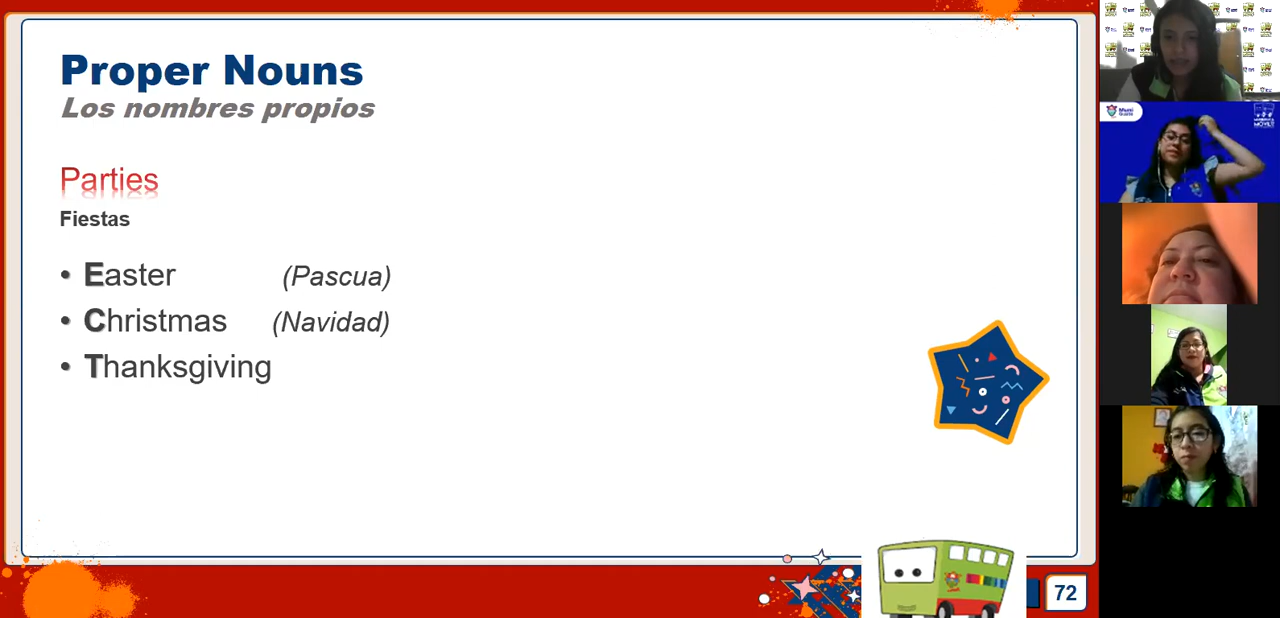 Proper Nouns
Los nombres propios
Parties
Fiestas
• Easter (Pascua)
• Christmas (Navidad)
• Thanksgiving
72